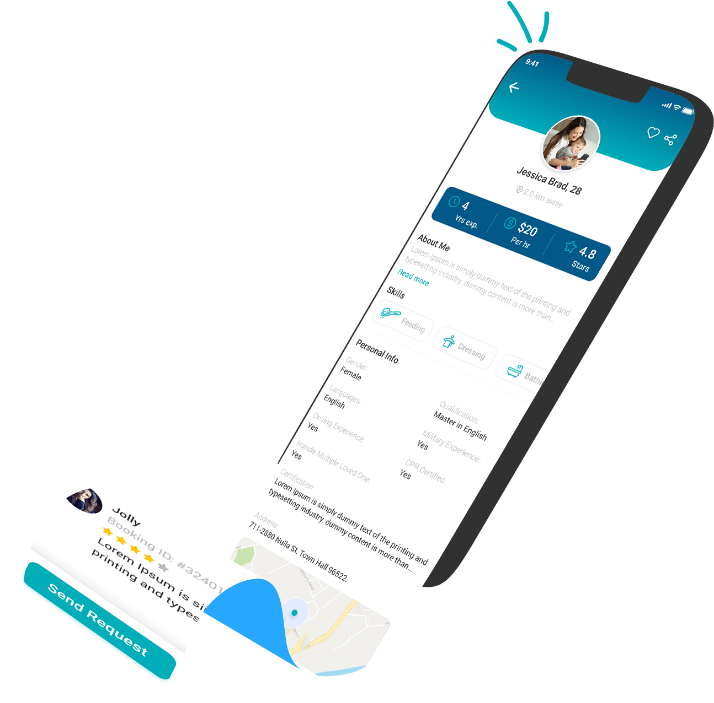 9:41
Jessica Brad, 28
2.0 km away
4
Yrs exp.
$20
Per hr
4.8
Stars
About Me
Lorem Ipsum is simply dummy text of the printing and
typesetting industry. dummy content is more than...
Read more
Skills
Feeding
Dressing
Personal Info
Gender:
Female
Languages:
English
Qualification:
Master in English
Driving Experience:
Yes
Military Experience:
Yes
Handle Multiple Loved One
Yes
CPR Certified:
Yes
Certification:
Lorem Ipsum is simply dummy text of the printing and
typesetting industry. dummy content is more than...
Address:
711-2880 Nulla St, Town Hall 96522.
Jolly
Booking ID: #32401
Lorem Ipsum is si
printing and types
Send Request